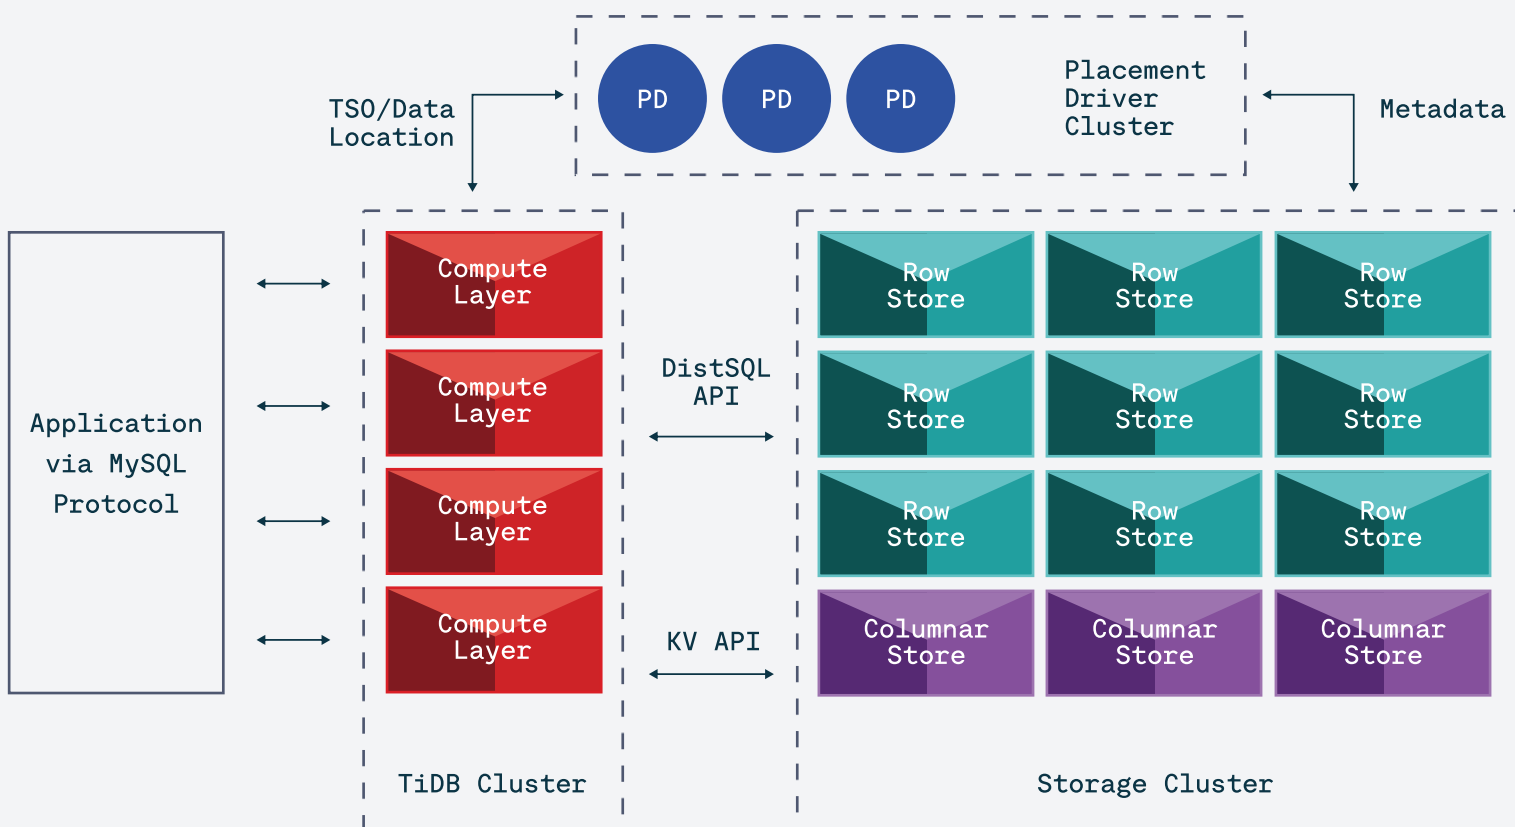 PD
PD
PD
Placement
Driver
Cluster
TSO/Data
Location
Metadata
Application
via MySQL
Protocol
Compute
Layer
Compute
Layer
Compute
Layer
Compute
Layer
TiDB Cluster
DistSQL
API
KV API
Row
Store
Row
Store
Row
Store
Row
Store
Row
Store
Row
Store
Row
Store
Row
Store
Row
Store
Columnar
Store
Columnar
Store
Columnar
Store
Storage Cluster